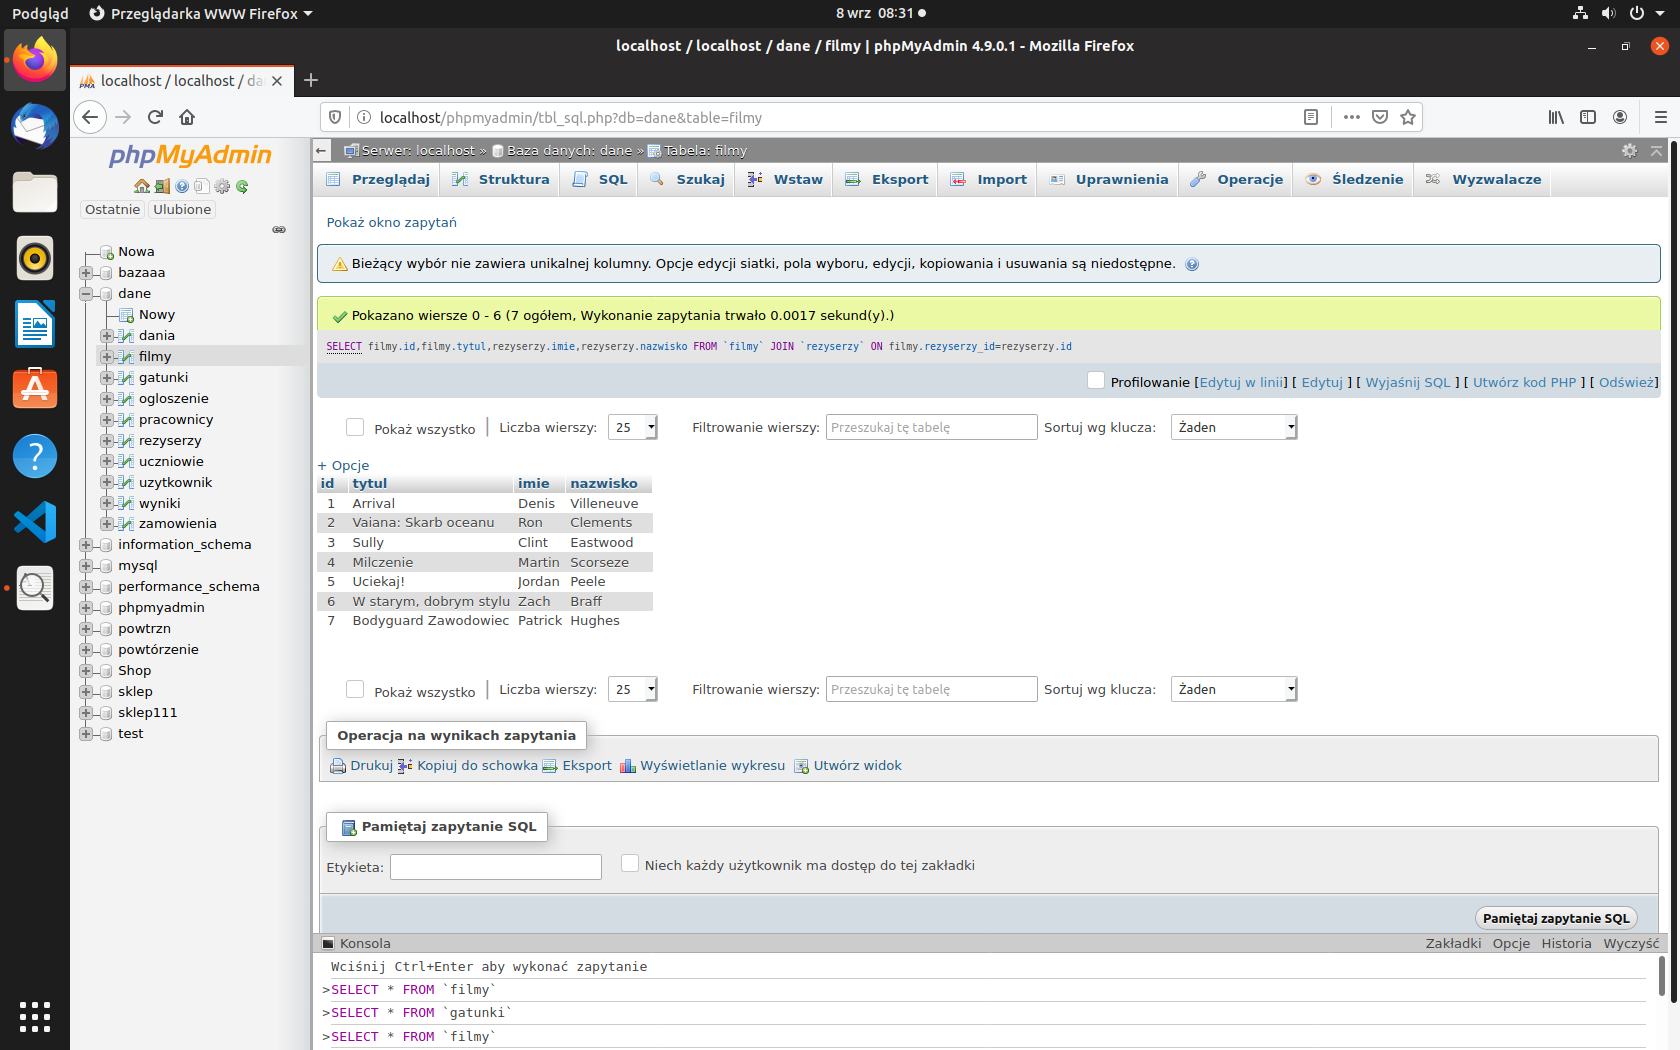 Podgląd Przeglądarka WWW Firefox 8 wrz 08:31
localhost / localhost / dane / filmy | phpMyAdmin 4.9.0.1 - Mozilla Firefox
localhost / localhost / da
localhost/phpmyadmin/tbl_sql.php?db=dane&table=filmy
phpMyAdmin
Ostatnie Ulubione
Nowa
bazaaa
dane
Nowy
dania
filmy
gatunki
ogloszenie
pracownicy
rezyserzy
uczniowie
uzytkownik
wyniki
zamowienia
information_schema
mysql
performance_schema
phpmyadmin
powtrzn
powtórzenie
Shop
sklep
sklep111
test
Serwer: localhost » Baza danych: dane » Tabela: filmy
Przeglądaj Struktura SQL Szukaj Wstaw Eksport Import Uprawnienia Operacje Śledzenie Wyzwalacze
Pokaż okno zapytań
Bieżący wybór nie zawiera unikalnej kolumny. Opcje edycji siatki, pola wyboru, edycji, kopiowania i usuwania są niedostępne.
Pokazano wiersze 0 - 6 (7 ogółem, Wykonanie zapytania trwało 0.0017 sekund(y).)
SELECT filmy.id,filmy.tytul,rezyserzy.imie,rezyserzy.nazwisko FROM `filmy` JOIN `rezyserzy` ON filmy.rezyserzy_id=rezyserzy.id
Profilowanie [Edytuj w linii] [ Edytuj ] [ Wyjaśnij SQL ] [ Utwórz kod PHP ] [ Odśwież]
Pokaż wszystko | Liczba wierszy: 25 Filtrowanie wierszy: Przeszukaj tę tabelę Sortuj wg klucza: Żaden
+ Opcje
id tytul imie nazwisko
1 Arrival Denis Villeneuve
2 Vaiana: Skarb oceanu Ron Clements
3 Sully Clint Eastwood
4 Milczenie Martin Scorseze
5 Uciekaj! Jordan Peele
6 W starym, dobrym stylu Zach Braff
7 Bodyguard Zawodowiec Patrick Hughes
Pokaż wszystko | Liczba wierszy: 25 Filtrowanie wierszy: Przeszukaj tę tabelę Sortuj wg klucza: Żaden
Operacja na wynikach zapytania
Drukuj Kopiuj do schowka Eksport Wyświetlanie wykresu Utwórz widok
Pamiętaj zapytanie SQL
Etykieta: Niech każdy użytkownik ma dostęp do tej zakładki
Pamiętaj zapytanie SQL
Konsola Zakładki Opcje Historia Wyczyść
Wciśnij Ctrl+Enter aby wykonać zapytanie
>SELECT * FROM `filmy`
>SELECT * FROM `gatunki`
>SELECT * FROM `filmy`